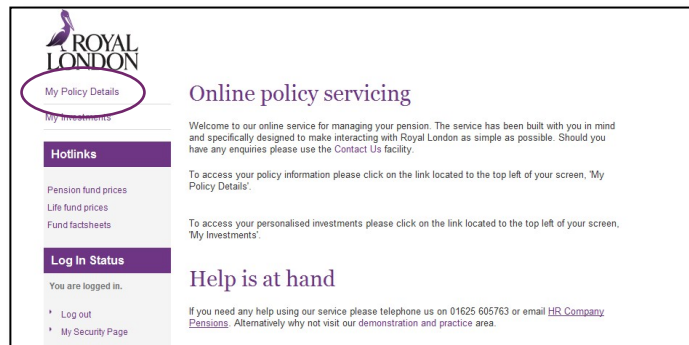 ROYAL
LONDON
My Policy Details
My Investments
Hotlinks
Pension fund prices
Life fund prices
Fund factsheets
Log In Status
You are logged in.
Log out
My Security Page
Online policy servicing
Welcome to our online service for managing your pension. The service has been built with you in mind
and specifically designed to make interacting with Royal London as simple as possible. Should you
have any enquiries please use the Contact Us facility.
To access your policy information please click on the link located to the top left of your screen, 'My
Policy Details'.
To access your personalised investments please click on the link located to the top left of your screen,
'My Investments'.
Help is at hand
If you need any help using our service please telephone us on 01625 605763 or email HR Company
Pensions. Alternatively why not visit our demonstration and practice area.